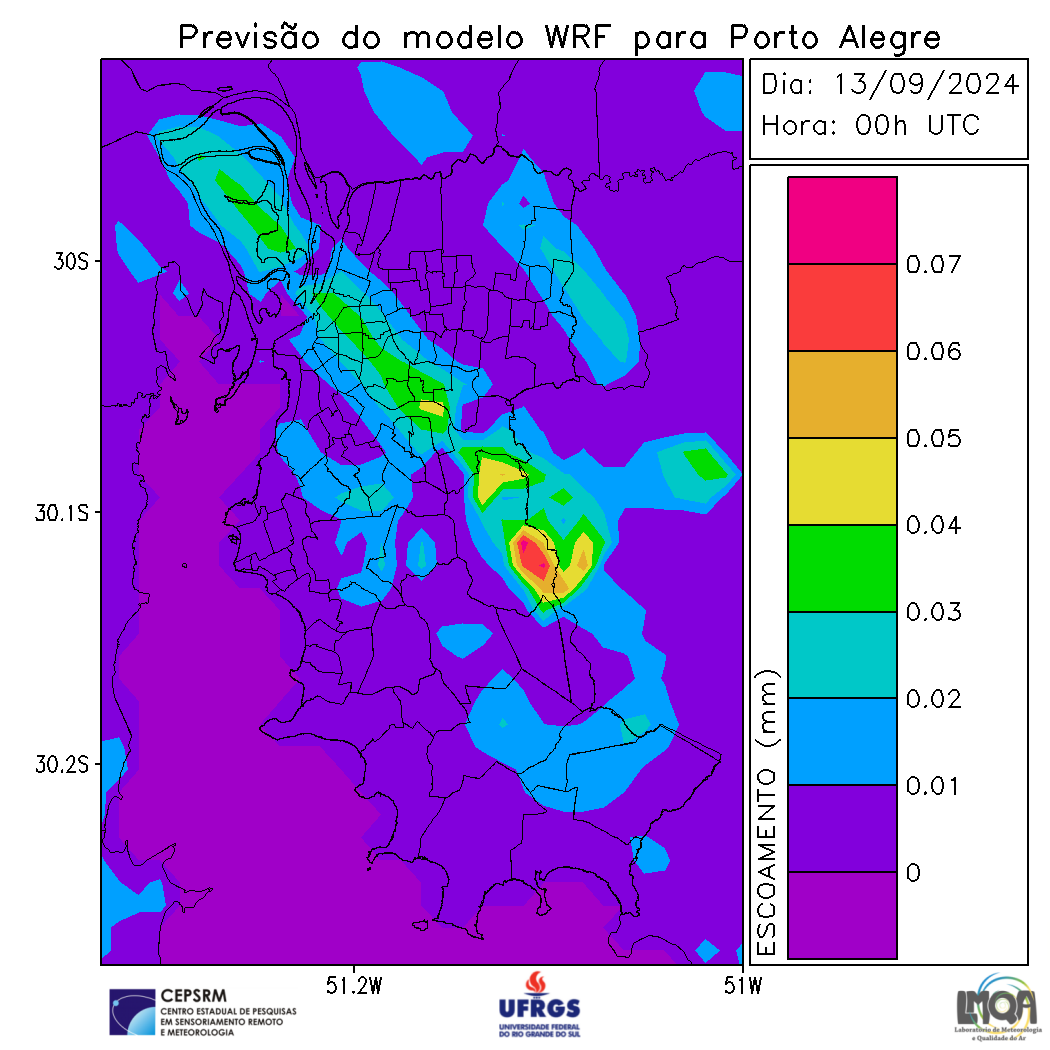 Previsão do modelo WRF para Porto Alegre
Dia: 13/09/2024
Hora: 00h UTC
30S
30.1S
30.2S
51.2W
51W
ESCOAMENTO (mm)
0.07
0.06
0.05
0.04
0.03
0.02
0.01
0
CEPSRM
CENTRO ESTADUAL DE PESQUISAS
EM SENSORIAMENTO REMOTO
E METEOROLOGIA
UFRGS
UNIVERSIDADE FEDERAL
DO RIO GRANDE DO SUL
LMQA
Laboratório de Meteorologia
e Qualidade do Ar